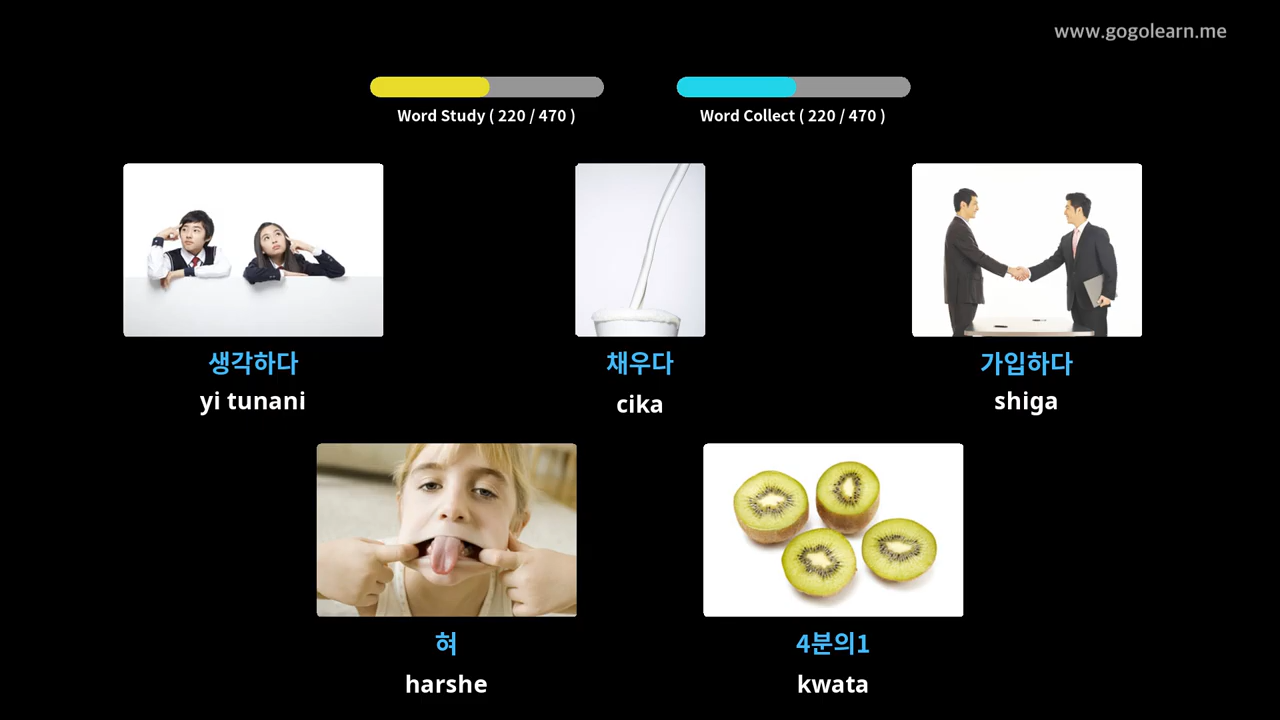 www.gogolearn.me
Word Study ( 220 / 470 )
Word Collect ( 220 / 470 )
생각하다
yi tunani
채우다
cika
가입하다
shiga
혀
harshe
4분의1
kwata